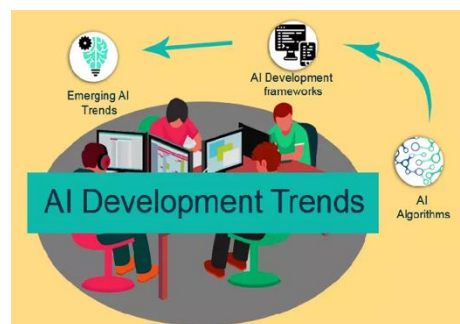 Emerging AI
Trends
AI Development
frameworks
AI
Algorithms
AI Development Trends